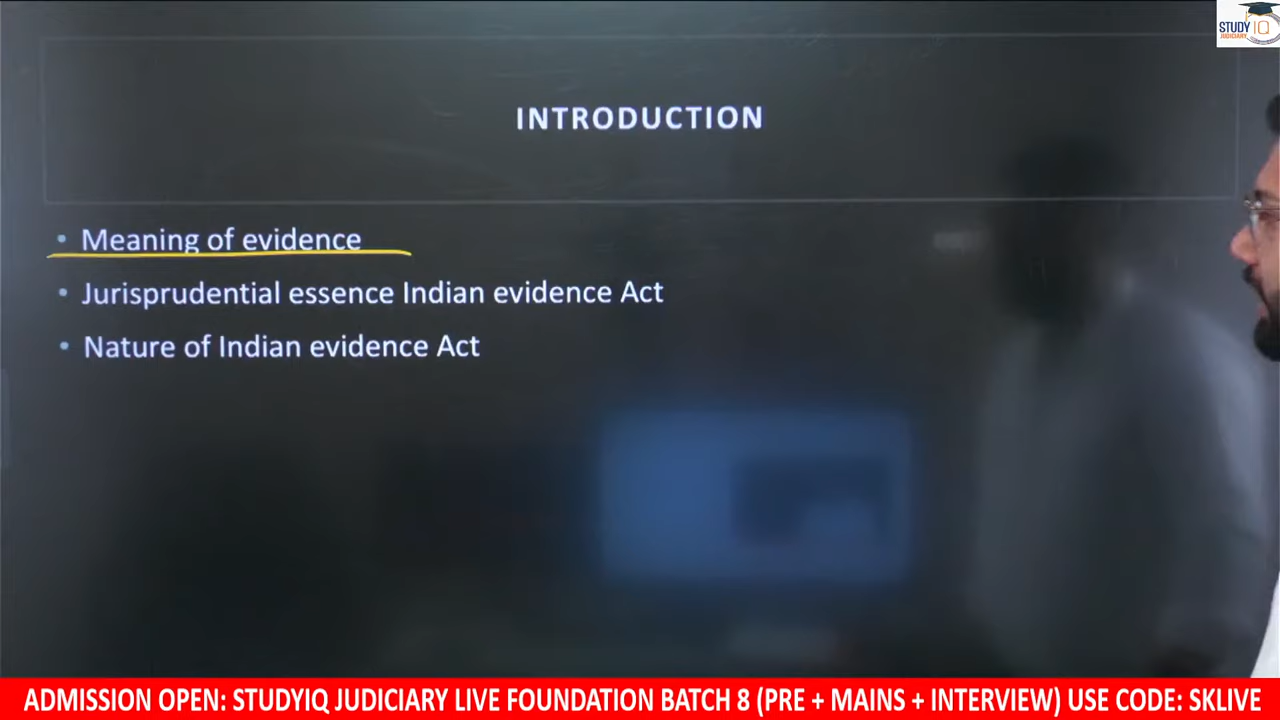 STUDY IQ
JUDICIARY
INTRODUCTION
• Meaning of evidence
• Jurisprudential essence Indian evidence Act
• Nature of Indian evidence Act
ADMISSION OPEN: STUDYIQ JUDICIARY LIVE FOUNDATION BATCH 8 (PRE + MAINS + INTERVIEW) USE CODE: SKLIVE